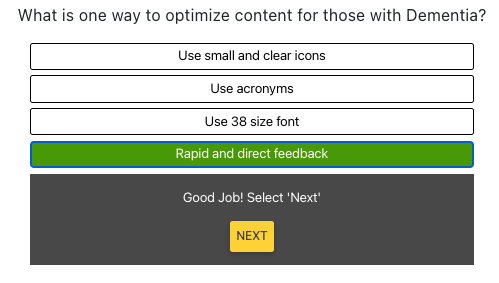 What is one way to optimize content for those with Dementia?
Use small and clear icons
Use acronyms
Use 38 size font
Rapid and direct feedback
Good Job! Select 'Next'
NEXT